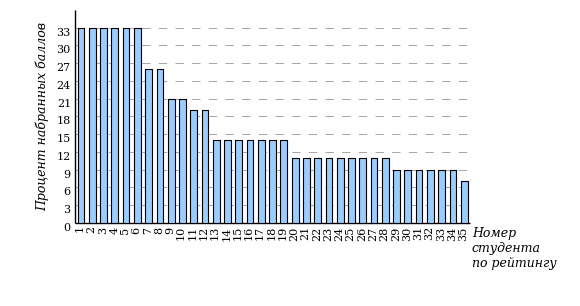 Процент набранных баллов
33
30
27
24
21
18
15
12
9
6
3
0
1 2 3 4 5 6 7 8 9 10 11 12 13 14 15 16 17 18 19 20 21 22 23 24 25 26 27 28 29 30 31 32 33 34 35
Номер
студента
по рейтингу